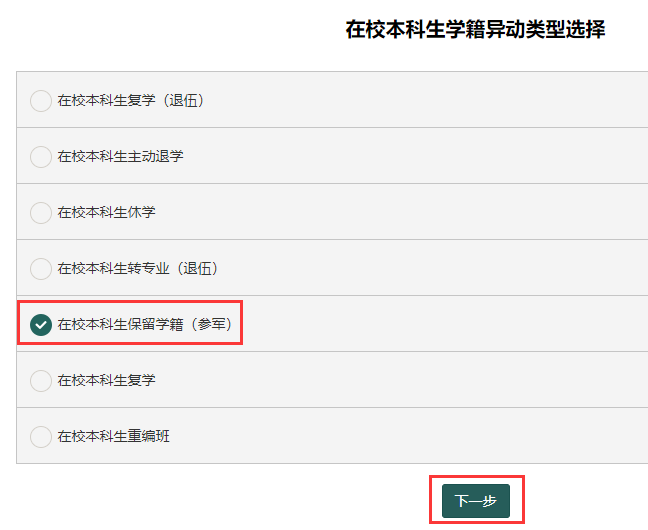 在校本科生学籍异动类型选择
在校本科生复学（退伍）
在校本科生主动退学
在校本科生休学
在校本科生转专业（退伍）
在校本科生保留学籍（参军）
在校本科生复学
在校本科生重编班
下一步